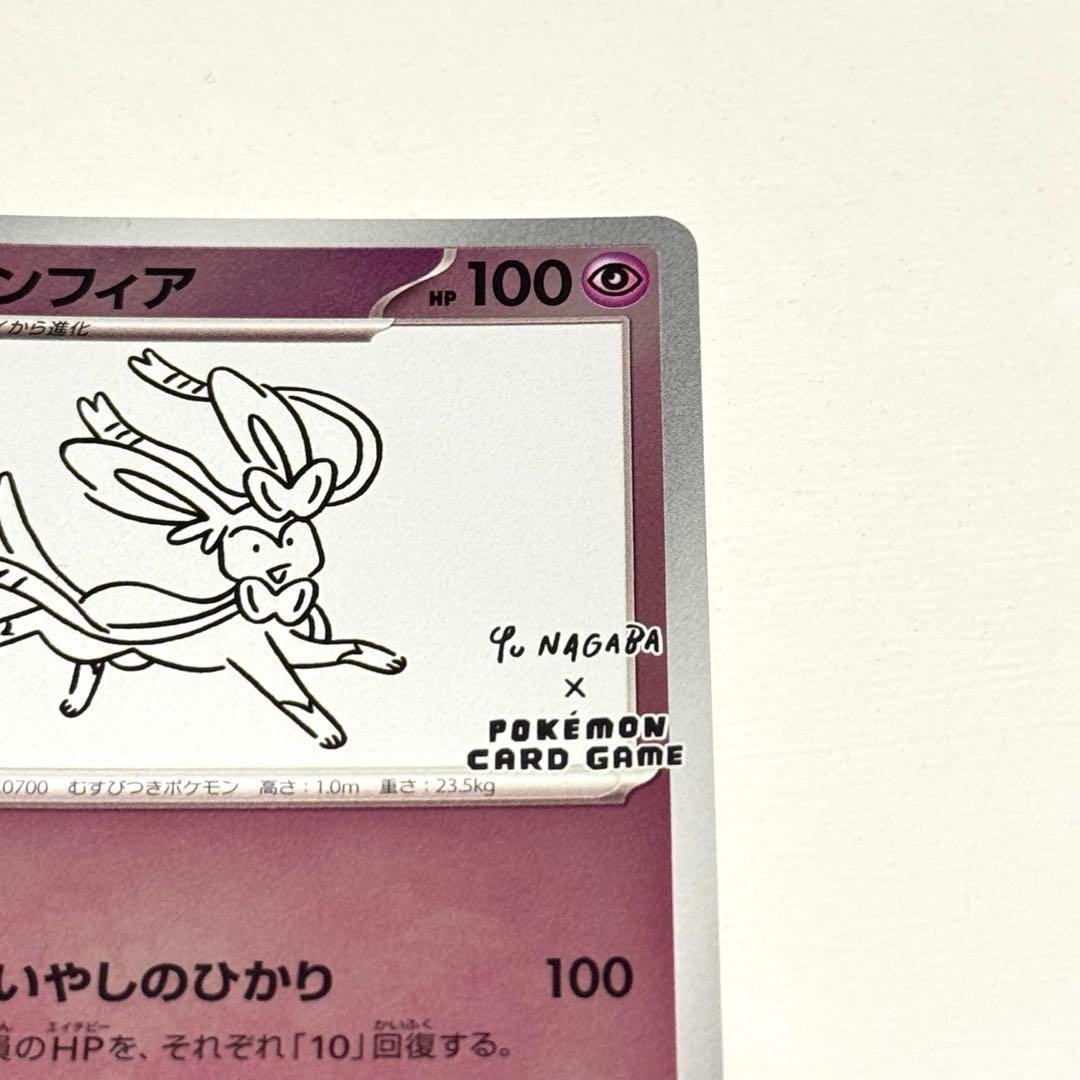 ンフィア HP 100
イから進化
Yu NAGABA
×
POKÉMON
CARD GAME
.0700 むすびつきポケモン 高さ：1.0m 重さ：23.5kg
いやしのひかり 100
員のHPを、それぞれ「10」回復する。